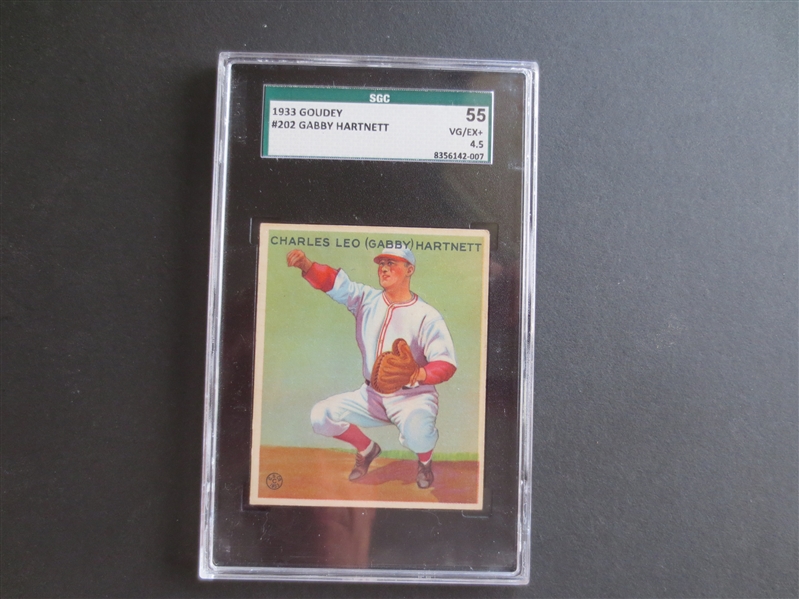 SGC
1933 GOUDEY
#202 GABBY HARTNETT
55
VG/EX+
4.5
8356142-007
CHARLES LEO (GABBY) HARTNETT